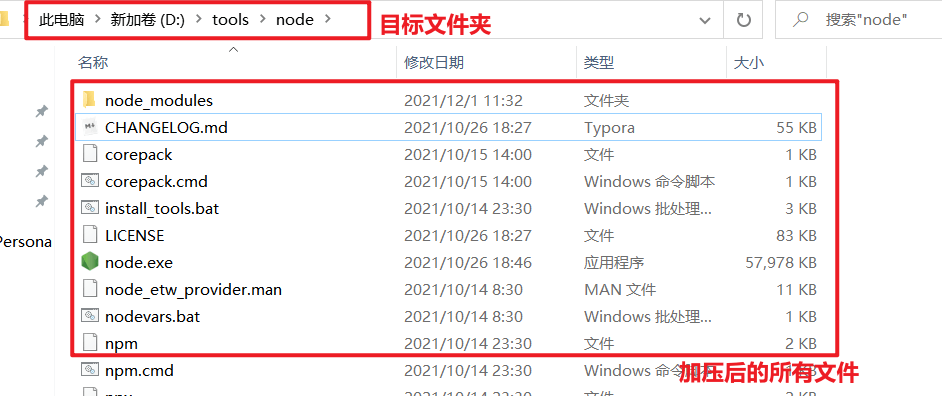 此电脑 > 新加卷 (D:) > tools > node >
目标文件夹
搜索"node"
名称 修改日期 类型 大小
node_modules 2021/12/1 11:32 文件夹
CHANGELOG.md 2021/10/26 18:27 Typora 55 KB
corepack 2021/10/15 14:00 文件 1 KB
corepack.cmd 2021/10/15 14:00 Windows 命令脚本 1 KB
install_tools.bat 2021/10/14 23:30 Windows 批处理... 3 KB
Persona
LICENSE 2021/10/26 18:27 文件 83 KB
node.exe 2021/10/26 18:46 应用程序 57,978 KB
node_etw_provider.man 2021/10/14 8:30 MAN 文件 11 KB
nodevars.bat 2021/10/14 8:30 Windows 批处理... 1 KB
npm 2021/10/14 23:30 文件 2 KB
npm.cmd 2021/10/14 23:30 Windows 命令
加压后的所有文件